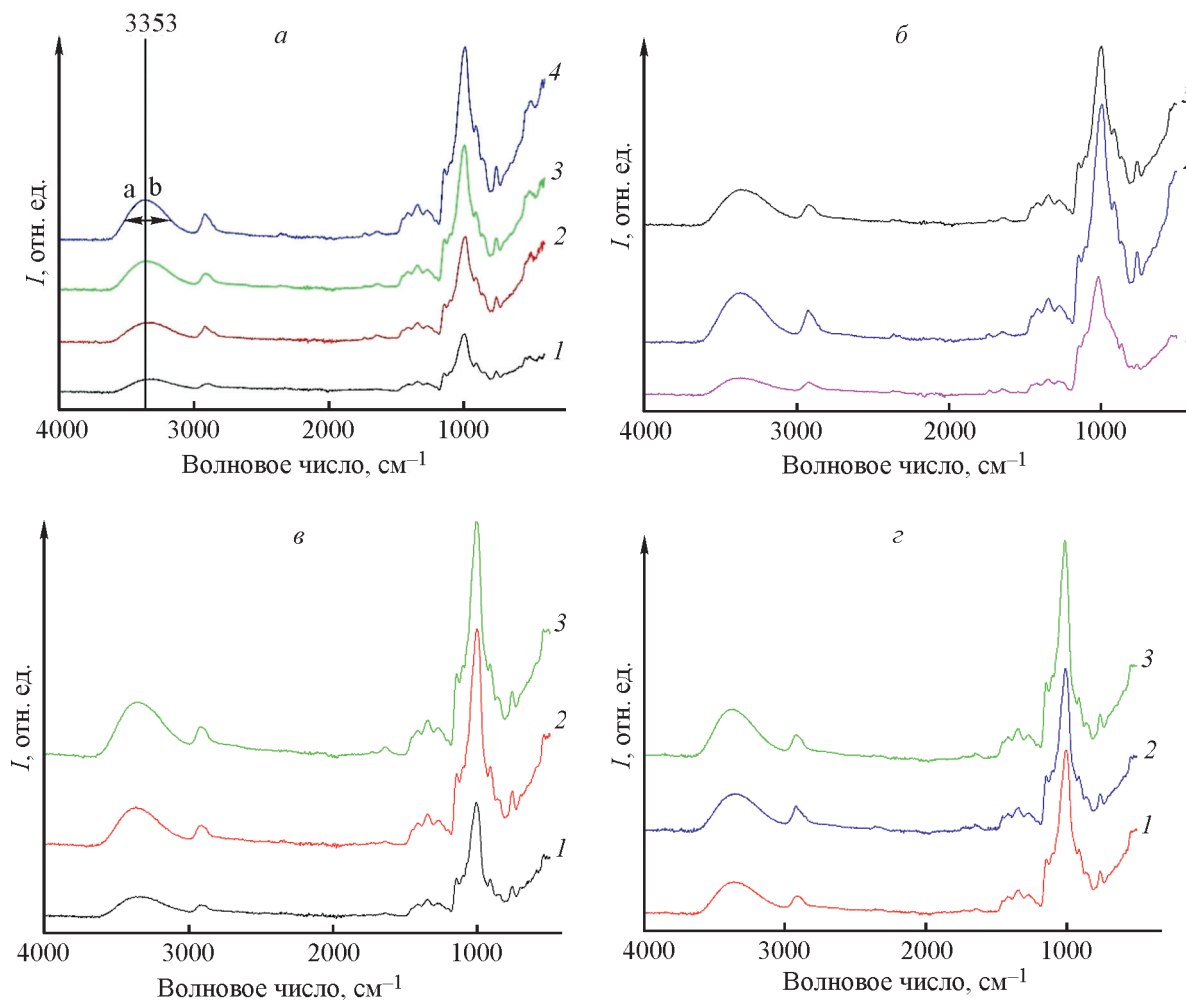 3353
а
4
3
2
1
a b
I, отн. ед.
4000 3000 2000 1000
Волновое число, см–1
б
I, отн. ед.
4000 3000 2000 1000
Волновое число, см–1
в
3
2
1
I, отн. ед.
4000 3000 2000 1000
Волновое число, см–1
г
3
2
1
I, отн. ед.
4000 3000 2000 1000
Волновое число, см–1